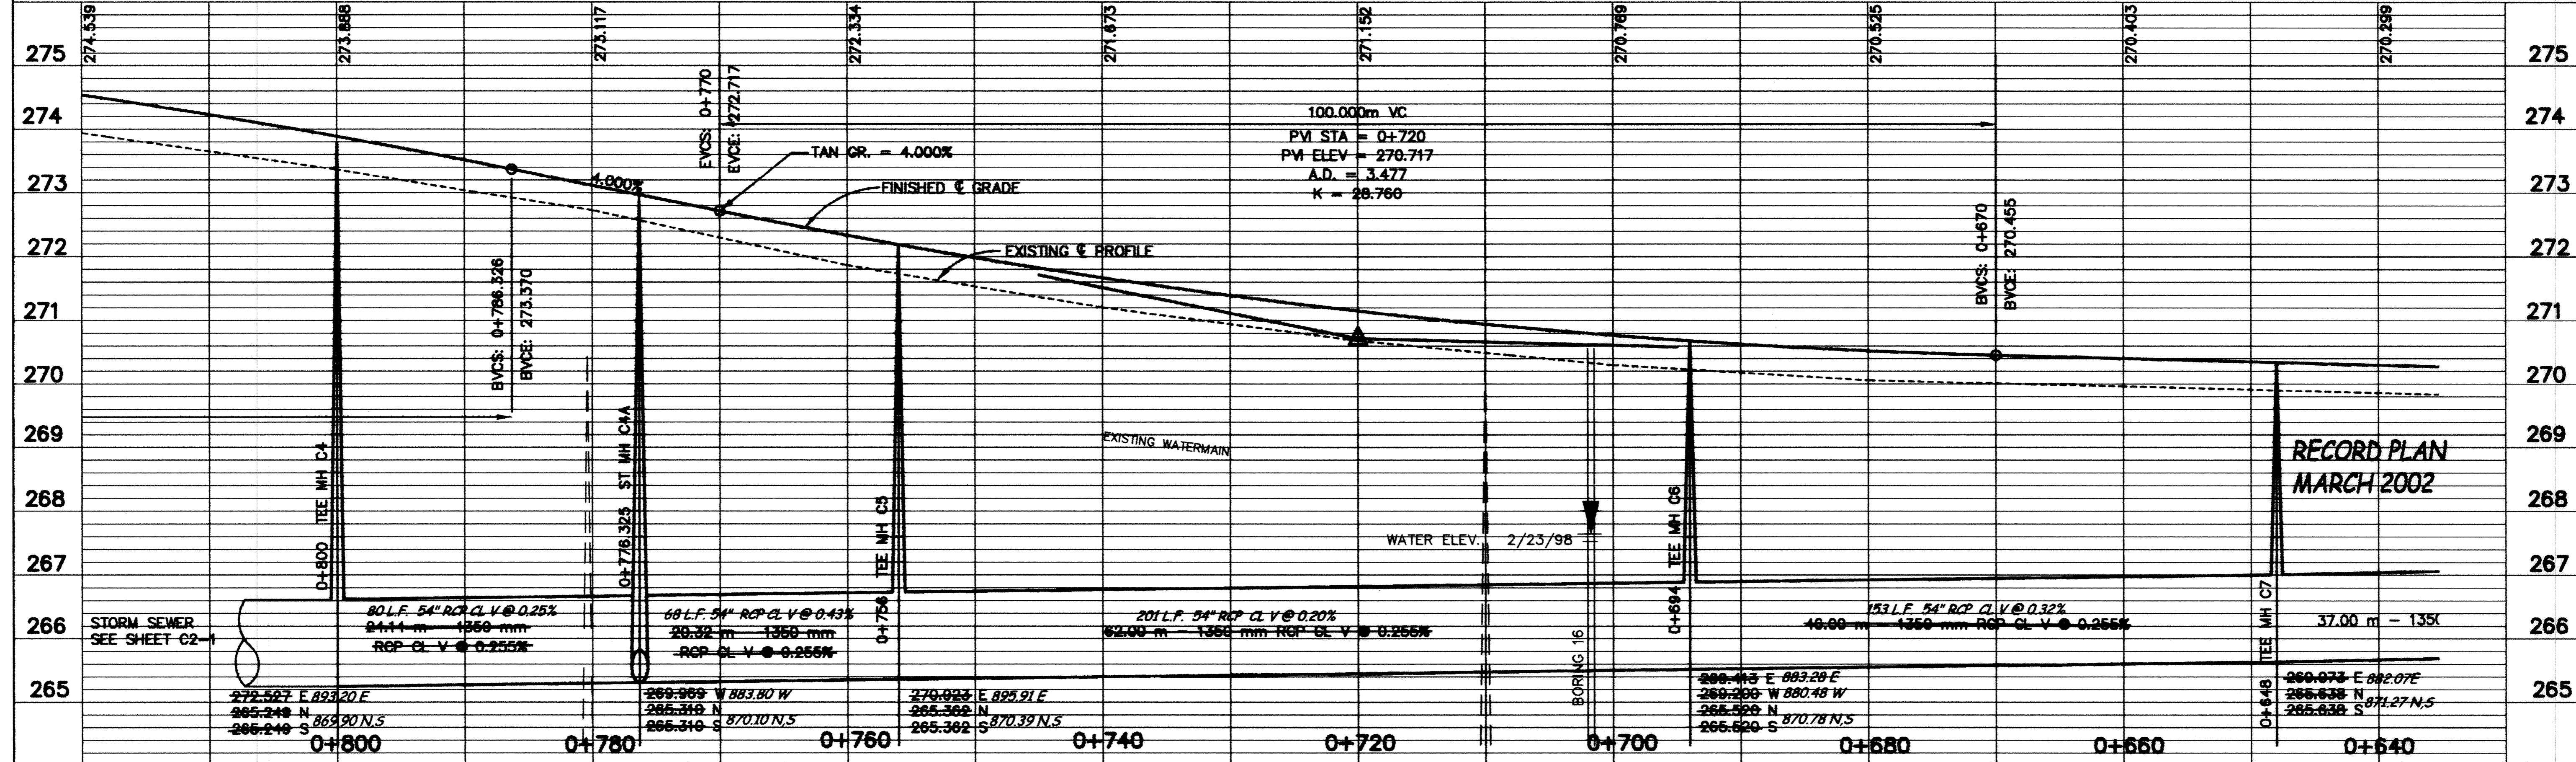 274.539
273.888
273.117
272.334
271.673
271.152
270.769
270.525
270.403
270.299
275
275
274
274
273
273
272
272
271
271
270
270
269
269
268
268
267
267
266
266
265
265
EVCS: 0+770
EVCE: 272.717
100.000m VC
PVI STA = 0+720
PVI ELEV = 270.717
A.D. = 3.477
K = 28.760
TAN GR. = 4.000%
4.000%
FINISHED ℄ GRADE
EXISTING ℄ PROFILE
BVCS: 0+670
BVCE: 270.455
BVCS: 0+786.326
BVCE: 273.370
EXISTING WATERMAIN
RECORD PLAN
MARCH 2002
WATER ELEV. 2/23/98
BORING 16
0+800 TEE MH C4
0+776.325 ST MH C4A
0+756 TEE MH C5
0+694 TEE MH C6
0+648 TEE MH C7
STORM SEWER
SEE SHEET C2-1
80 L.F. 54" RCP CL V @ 0.25%
24.14 m - 1350 mm
RCP CL V @ 0.255%
68 L.F. 54" RCP CL V @ 0.43%
20.32 m - 1350 mm
RCP CL V @ 0.255%
201 L.F. 54" RCP CL V @ 0.20%
62.00 m - 1350 mm RCP CL V @ 0.255%
153 L.F. 54" RCP CL V @ 0.32%
m - 1350 mm RCP CL V @ 0.255%
37.00 m - 135
272.527 E 893.20 E
265.249 N
265.249 S 869.90 N,S
269.969 W 883.80 W
265.310 N
265.310 S 870.10 N,S
270.023 E 895.91 E
265.362 N
265.362 S 870.39 N,S
E 883.28 E
269.200 W 880.48 W
265.520 N
265.520 S 870.78 N,S
269.073 E 882.07E
265.638 N
265.638 S 871.27 N,S
0+800
0+780
0+760
0+740
0+720
0+700
0+680
0+660
0+640